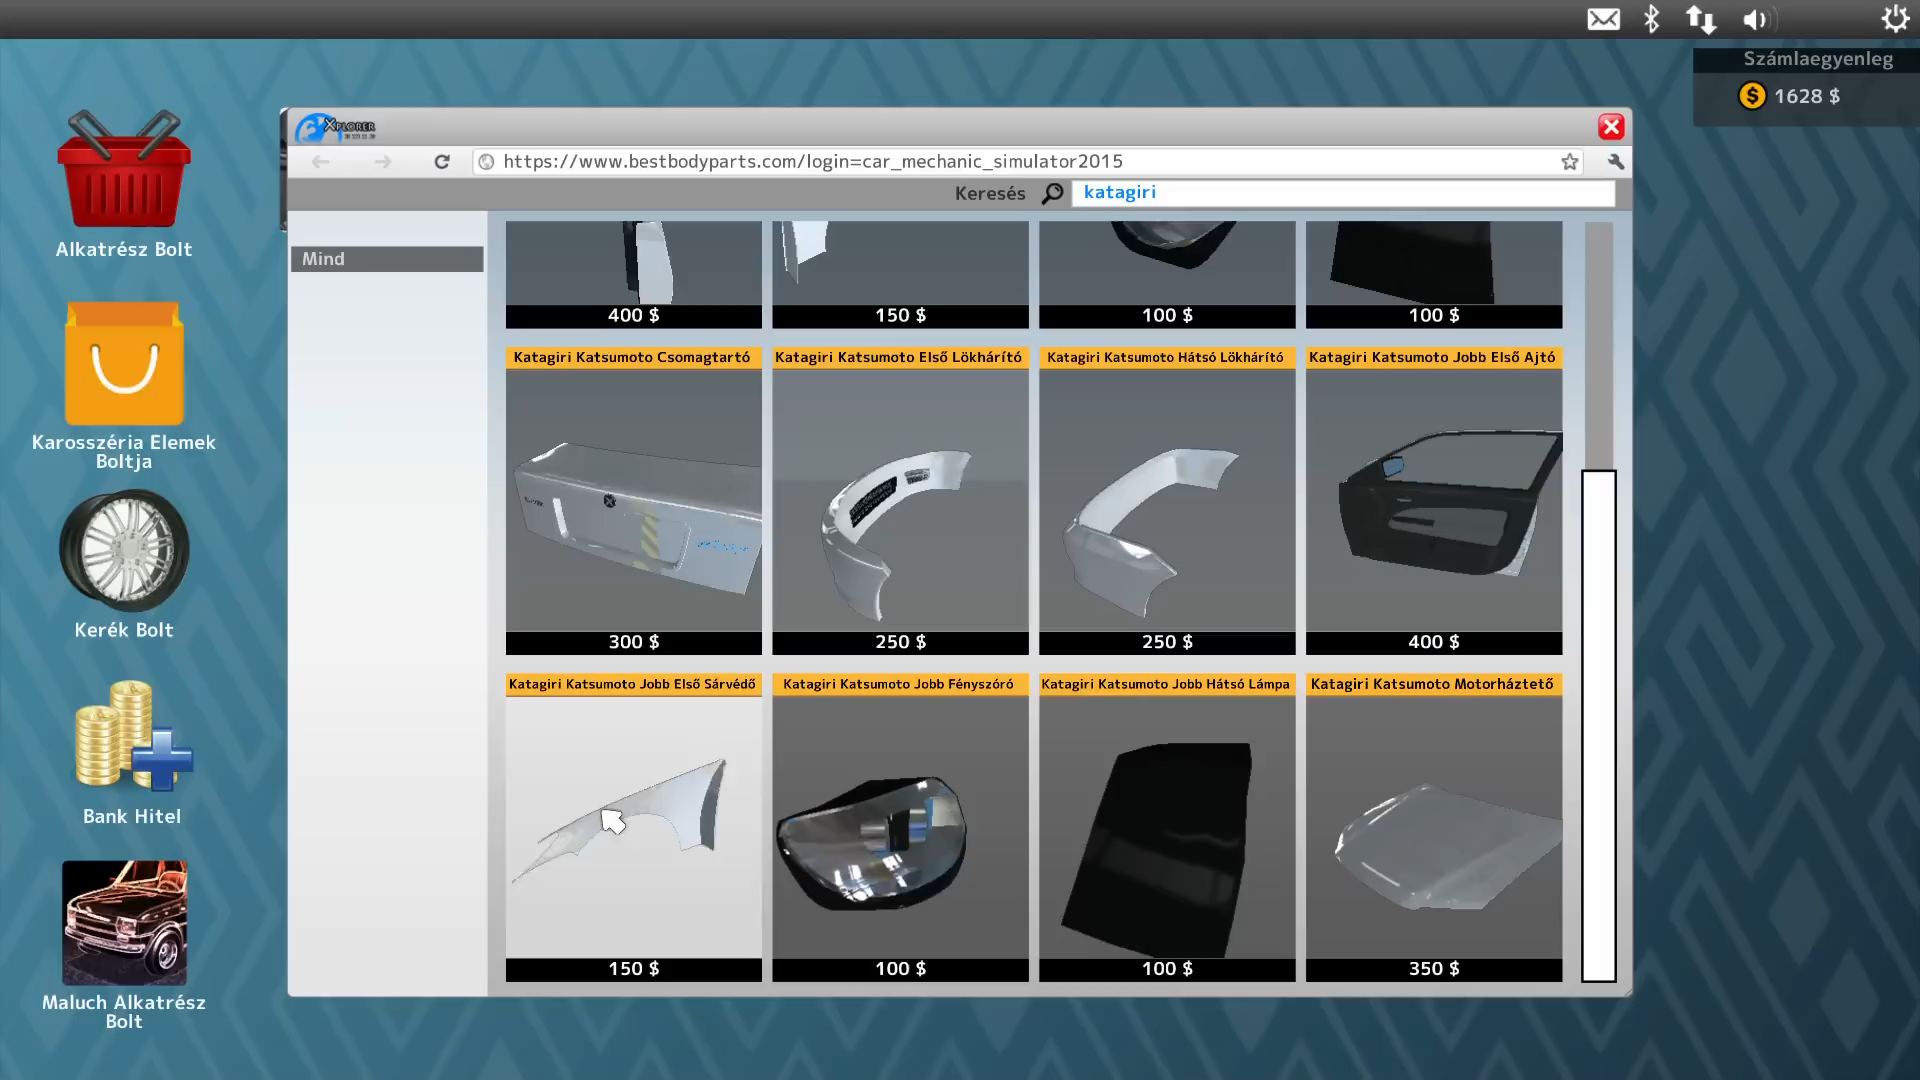 Számlaegyenleg
1628 $
XPLORER
https://www.bestbodyparts.com/login=car_mechanic_simulator2015
Keresés
katagiri
Mind
Alkatrész Bolt
Karosszéria Elemek
Boltja
Kerék Bolt
Bank Hitel
Maluch Alkatrész
Bolt
400 $
150 $
100 $
100 $
Katagiri Katsumoto Csomagtartó
Katagiri Katsumoto Első Lökhárító
Katagiri Katsumoto Hátsó Lökhárító
Katagiri Katsumoto Jobb Első Ajtó
300 $
250 $
250 $
400 $
Katagiri Katsumoto Jobb Első Sárvédő
Katagiri Katsumoto Jobb Fényszóró
Katagiri Katsumoto Jobb Hátsó Lámpa
Katagiri Katsumoto Motorháztető
150 $
100 $
100 $
350 $